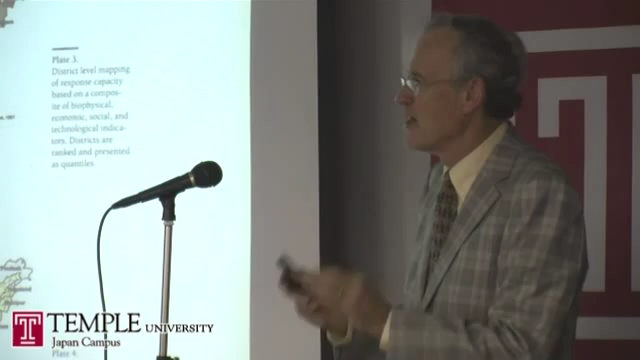 Plate 3.
District level mapping
of response capacity
based on a compos-
ite of biophysical,
economic, social, and
technological indica-
tors. Districts are
ranked and presented
as quantiles.
T
T TEMPLE UNIVERSITY
Japan Campus
Plate 4.